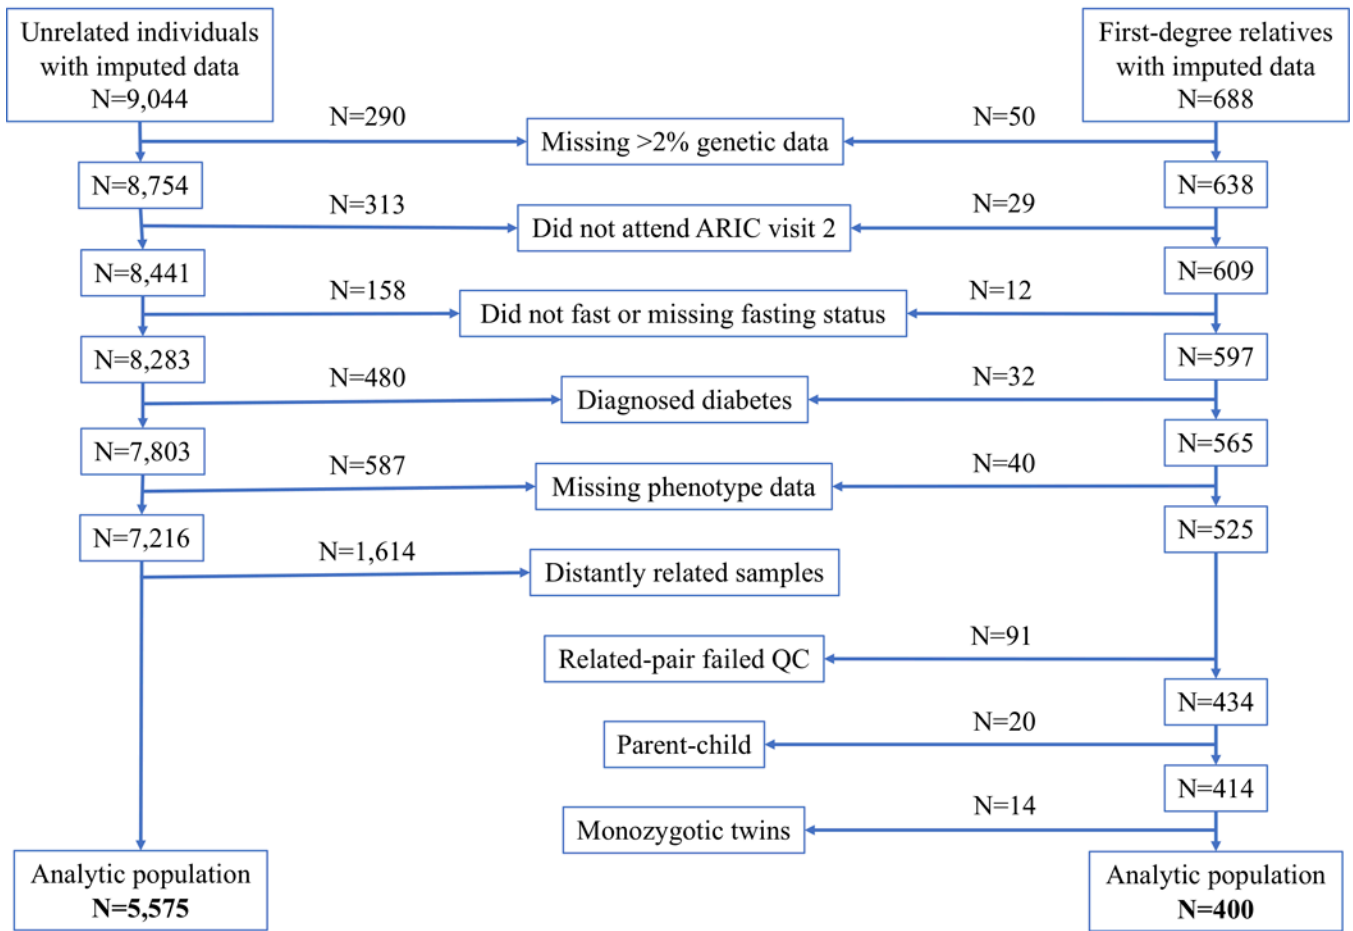 Unrelated individuals
with imputed data
N=9,044
First-degree relatives
with imputed data
N=688
N=290
Missing >2% genetic data
N=50
N=8,754
N=638
N=313
Did not attend ARIC visit 2
N=29
N=8,441
N=609
N=158
Did not fast or missing fasting status
N=12
N=8,283
N=597
N=480
Diagnosed diabetes
N=32
N=7,803
N=565
N=587
Missing phenotype data
N=40
N=7,216
N=525
N=1,614
Distantly related samples
N=91
Related-pair failed QC
N=434
N=20
Parent-child
N=414
N=14
Monozygotic twins
Analytic population
N=5,575
Analytic population
N=400